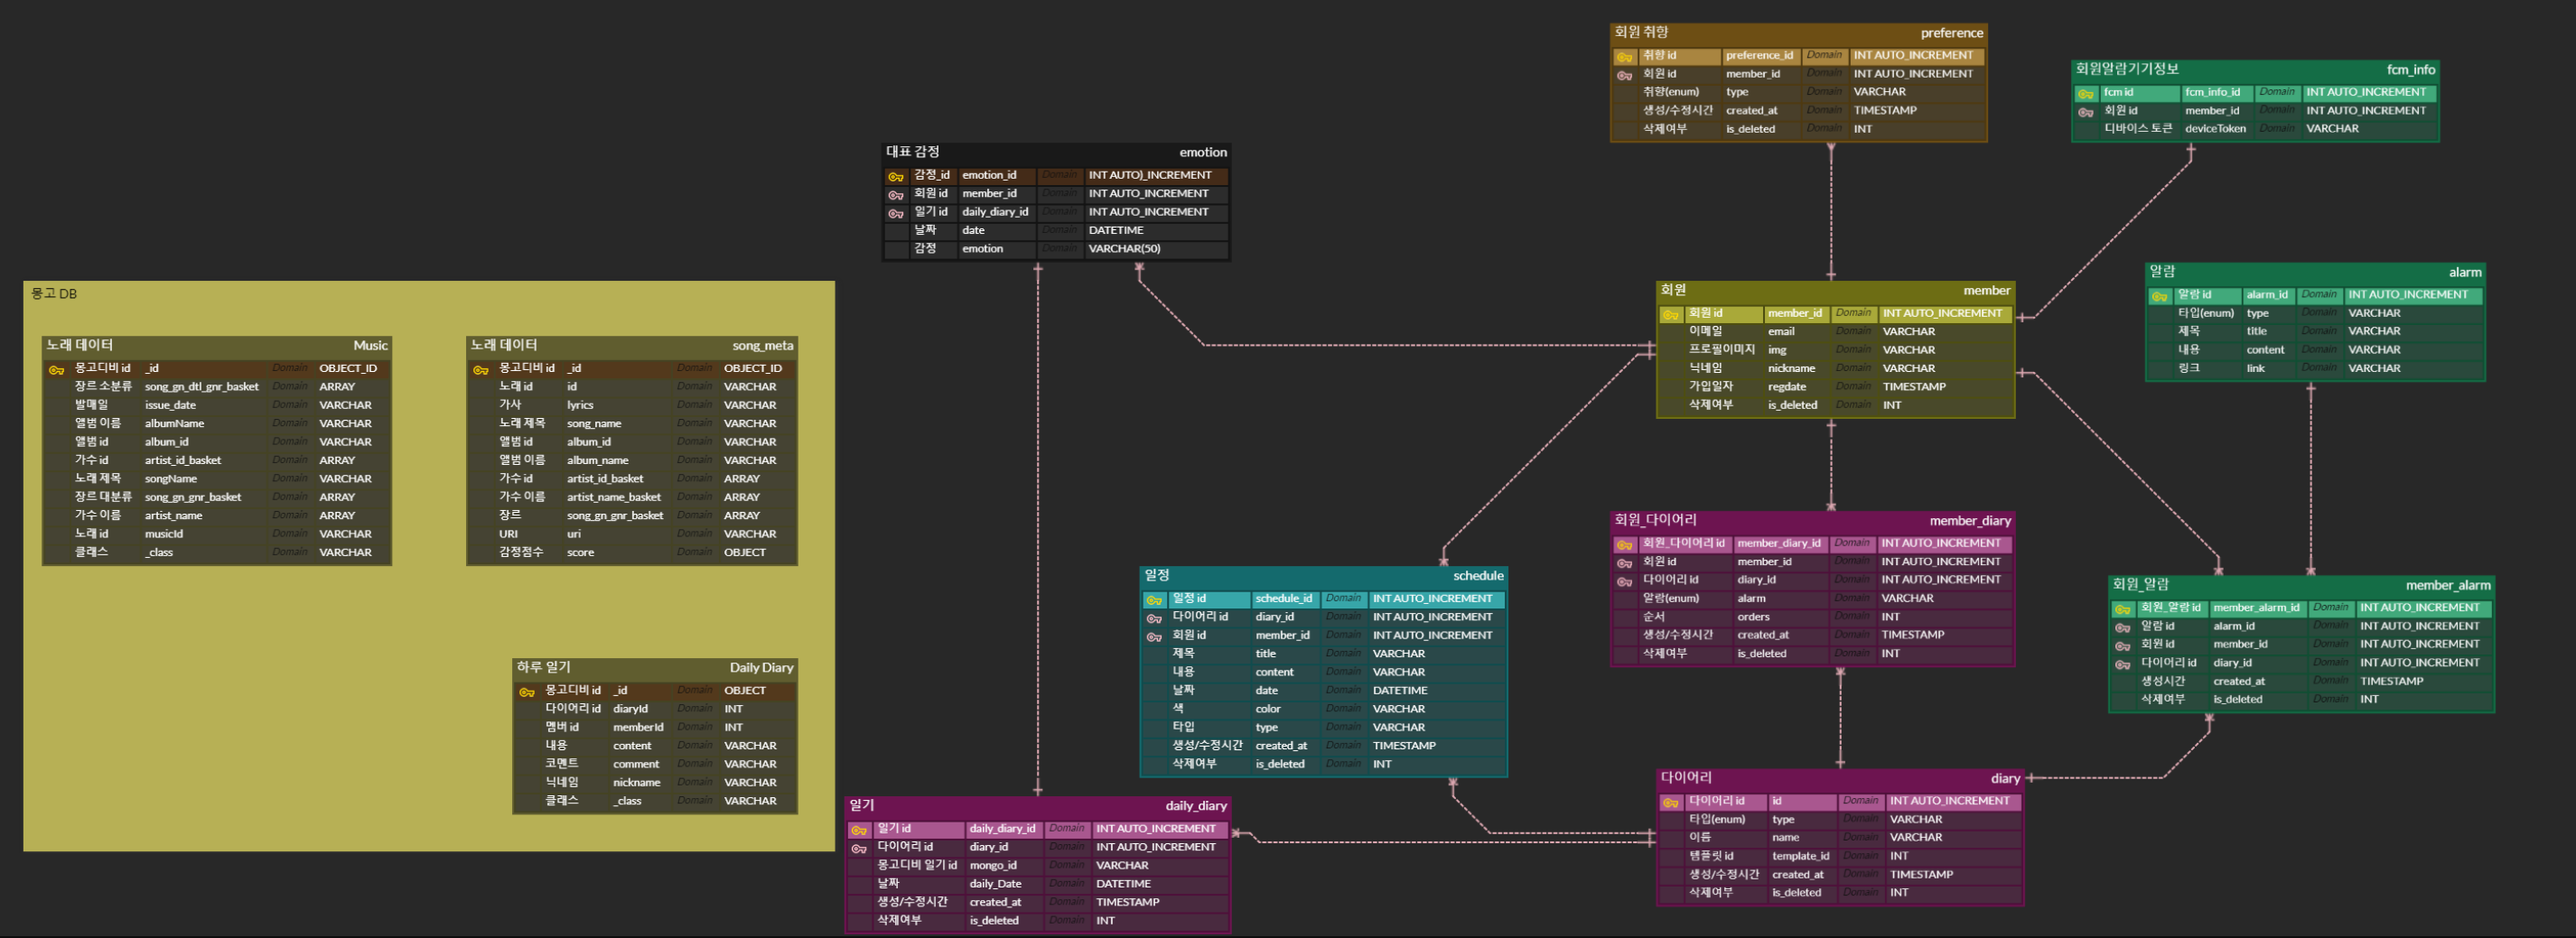 회원 취향 preference
취향 id preference_id Domain INT AUTO_INCREMENT
회원 id member_id Domain INT AUTO_INCREMENT
취향(enum) type Domain VARCHAR
생성/수정시간 created_at Domain TIMESTAMP
삭제여부 is_deleted Domain INT
회원알람기기정보 fcm_info
fcm id fcm_info_id Domain INT AUTO_INCREMENT
회원 id member_id Domain INT AUTO_INCREMENT
디바이스 토큰 deviceToken Domain VARCHAR
대표 감정 emotion
감정_id emotion_id Domain INT AUTO)_INCREMENT
회원 id member_id Domain INT AUTO_INCREMENT
일기 id daily_diary_id Domain INT AUTO_INCREMENT
날짜 date Domain DATETIME
감정 emotion Domain VARCHAR(50)
회원 member
회원 id member_id Domain INT AUTO_INCREMENT
이메일 email Domain VARCHAR
프로필이미지 img Domain VARCHAR
닉네임 nickname Domain VARCHAR
가입일자 regdate Domain TIMESTAMP
삭제여부 is_deleted Domain INT
알람 alarm
알람 id alarm_id Domain INT AUTO_INCREMENT
타입(enum) type Domain VARCHAR
제목 title Domain VARCHAR
내용 content Domain VARCHAR
링크 link Domain VARCHAR
몽고 DB
노래 데이터 Music
몽고디비 id _id Domain OBJECT_ID
장르 소분류 song_gn_dtl_gnr_basket Domain ARRAY
발매일 issue_date Domain VARCHAR
앨범 이름 albumName Domain VARCHAR
앨범 id album_id Domain VARCHAR
가수 id artist_id_basket Domain ARRAY
노래 제목 songName Domain VARCHAR
장르 대분류 song_gn_gnr_basket Domain ARRAY
가수 이름 artist_name Domain ARRAY
노래 id musicId Domain VARCHAR
클래스 _class Domain VARCHAR
노래 데이터 song_meta
몽고디비 id _id Domain OBJECT_ID
노래 id id Domain VARCHAR
가사 lyrics Domain VARCHAR
노래 제목 song_name Domain VARCHAR
앨범 id album_id Domain VARCHAR
앨범 이름 album_name Domain VARCHAR
가수 id artist_id_basket Domain ARRAY
가수 이름 artist_name_basket Domain ARRAY
장르 song_gn_gnr_basket Domain ARRAY
URI uri Domain VARCHAR
감정점수 score Domain OBJECT
회원_다이어리 member_diary
회원_다이어리 id member_diary_id Domain INT AUTO_INCREMENT
회원 id member_id Domain INT AUTO_INCREMENT
다이어리 id diary_id Domain INT AUTO_INCREMENT
알람(enum) alarm Domain VARCHAR
순서 orders Domain INT
생성/수정시간 created_at Domain TIMESTAMP
삭제여부 is_deleted Domain INT
일정 schedule
일정 id schedule_id Domain INT AUTO_INCREMENT
다이어리 id diary_id Domain INT AUTO_INCREMENT
회원 id member_id Domain INT AUTO_INCREMENT
제목 title Domain VARCHAR
내용 content Domain VARCHAR
날짜 date Domain DATETIME
색 color Domain VARCHAR
타입 type Domain VARCHAR
생성/수정시간 created_at Domain TIMESTAMP
삭제여부 is_deleted Domain INT
회원_알람 member_alarm
회원_알람 id member_alarm_id Domain INT AUTO_INCREMENT
알람 id alarm_id Domain INT AUTO_INCREMENT
회원 id member_id Domain INT AUTO_INCREMENT
다이어리 id diary_id Domain INT AUTO_INCREMENT
생성시간 created_at Domain TIMESTAMP
삭제여부 is_deleted Domain INT
하루 일기 Daily Diary
몽고디비 id _id Domain OBJECT
다이어리 id diaryId Domain INT
멤버 id memberId Domain INT
내용 content Domain VARCHAR
코멘트 comment Domain VARCHAR
닉네임 nickname Domain VARCHAR
클래스 _class Domain VARCHAR
일기 daily_diary
일기 id daily_diary_id Domain INT AUTO_INCREMENT
다이어리 id diary_id Domain INT AUTO_INCREMENT
몽고디비 일기 id mongo_id Domain VARCHAR
날짜 daily_Date Domain DATETIME
생성/수정시간 created_at Domain TIMESTAMP
삭제여부 is_deleted Domain INT
다이어리 diary
다이어리 id id Domain INT AUTO_INCREMENT
타입(enum) type Domain VARCHAR
이름 name Domain VARCHAR
템플릿 id template_id Domain INT
생성/수정시간 created_at Domain TIMESTAMP
삭제여부 is_deleted Domain INT